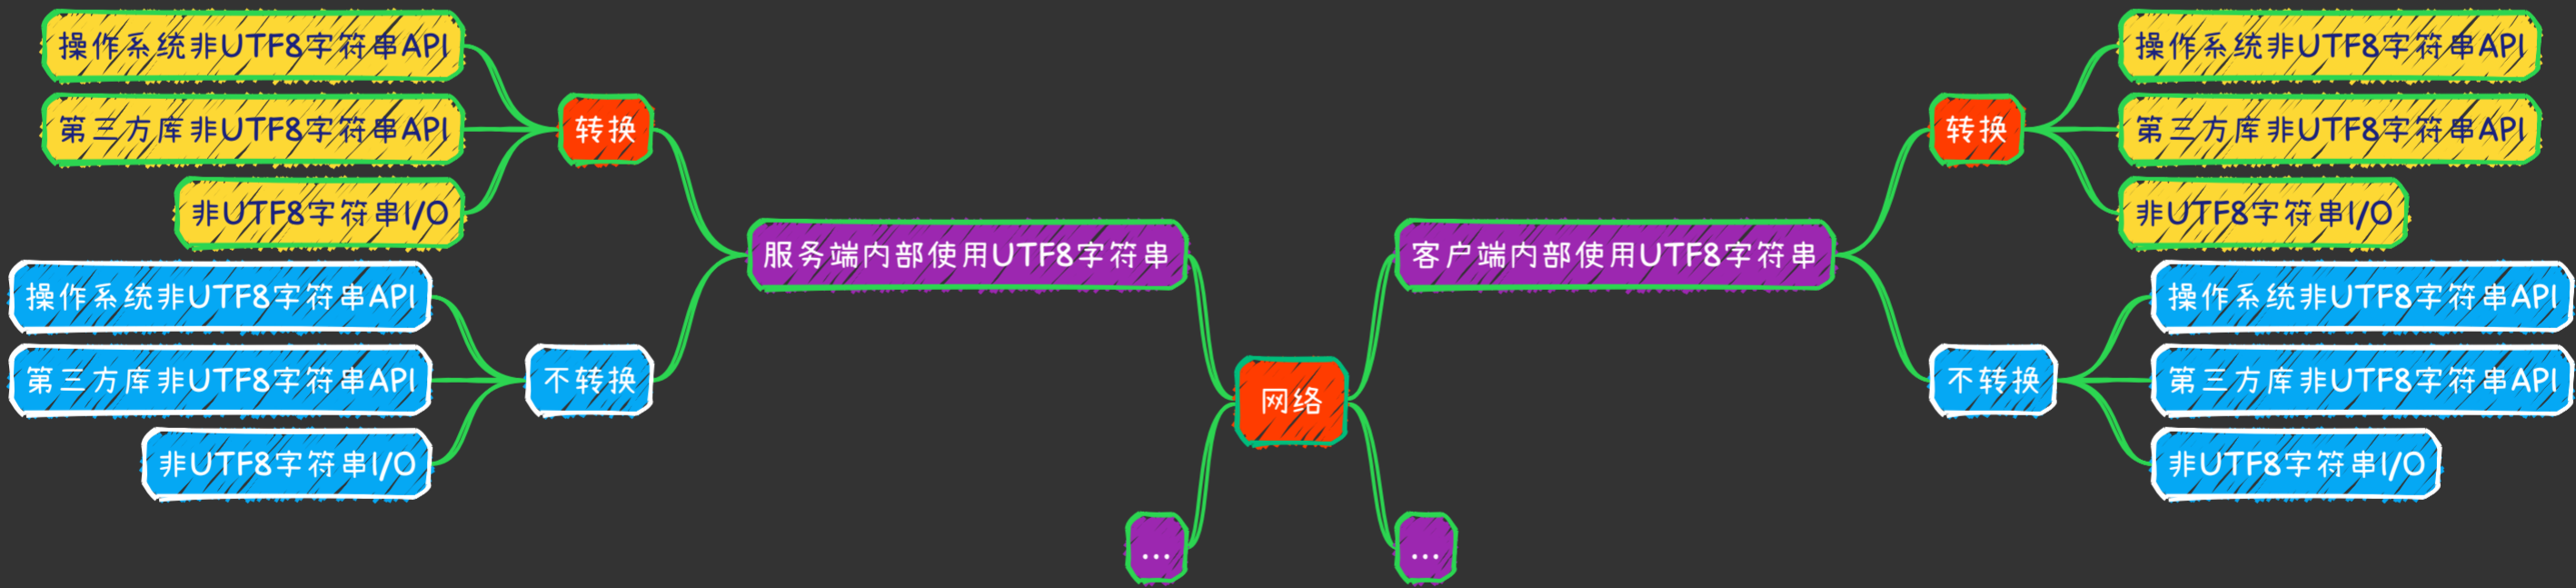 操作系统非UTF8字符串API
第三方库非UTF8字符串API
非UTF8字符串I/O
转换
操作系统非UTF8字符串API
第三方库非UTF8字符串API
非UTF8字符串I/O
不转换
服务端内部使用UTF8字符串
网络
...
客户端内部使用UTF8字符串
...
转换
操作系统非UTF8字符串API
第三方库非UTF8字符串API
非UTF8字符串I/O
不转换
操作系统非UTF8字符串API
第三方库非UTF8字符串API
非UTF8字符串I/O